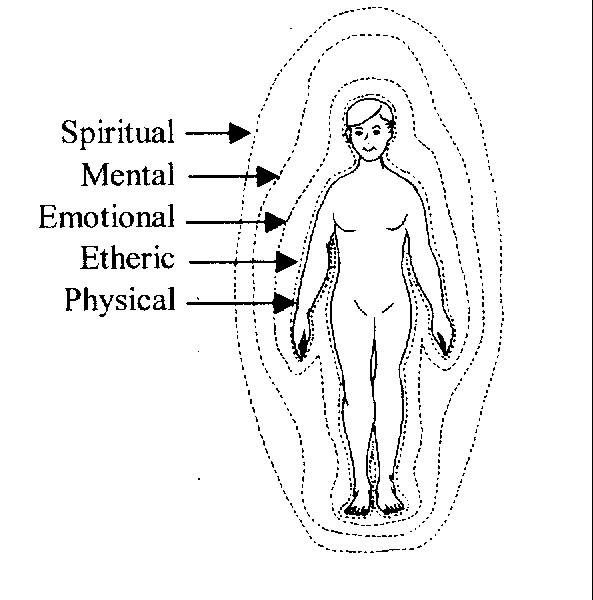 Spiritual
Mental
Emotional
Etheric
Physical